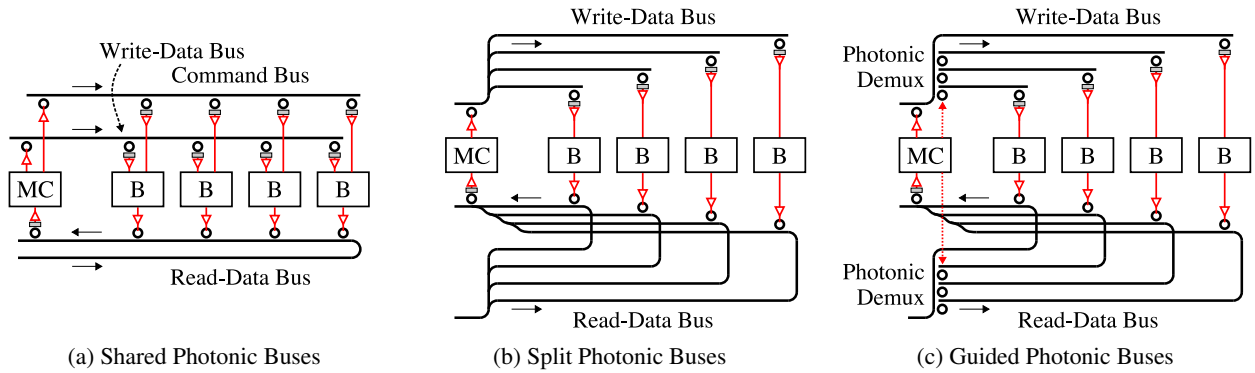 Write-Data Bus
Command Bus
MC B B B B
Read-Data Bus
(a) Shared Photonic Buses
Write-Data Bus
MC B B B B
Read-Data Bus
(b) Split Photonic Buses
Write-Data Bus
Photonic
Demux
MC B B B B
Photonic
Demux
Read-Data Bus
(c) Guided Photonic Buses